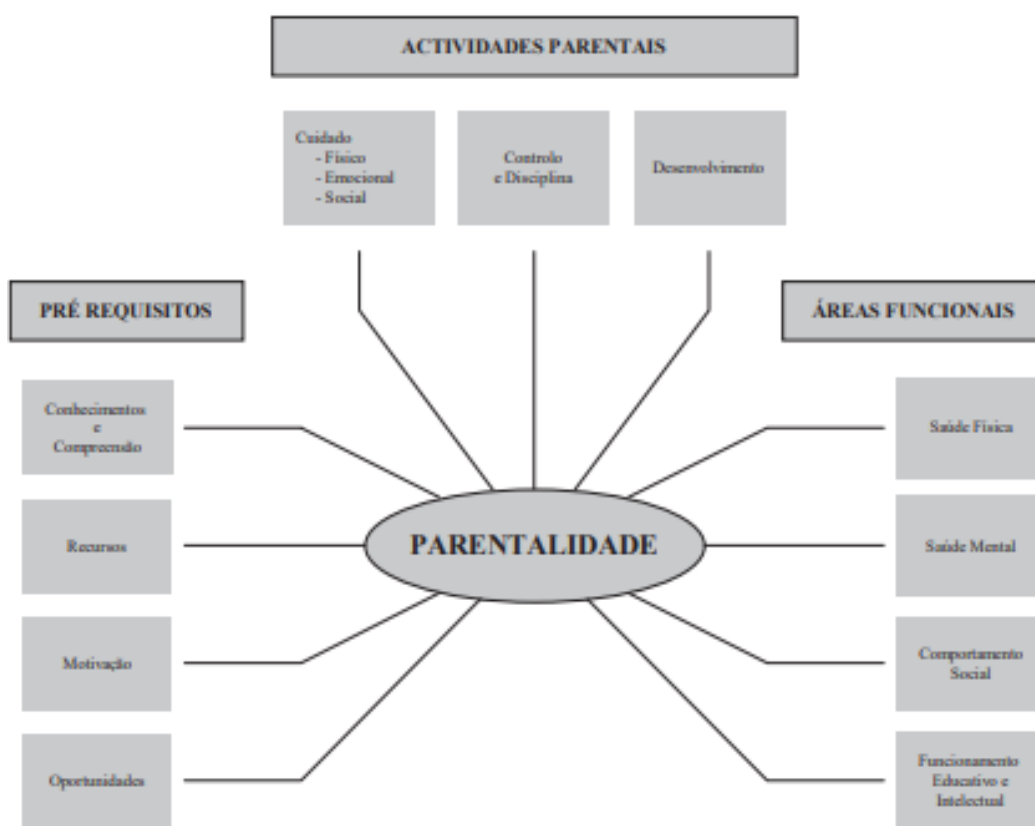 ACTIVIDADES PARENTAIS
Cuidado
- Físico
- Emocional
- Social
Controlo
e Disciplina
Desenvolvimento
PRÉ REQUISITOS
Conhecimentos
e
Compreensão
Recursos
Motivação
Oportunidades
PARENTALIDADE
ÁREAS FUNCIONAIS
Saúde Física
Saúde Mental
Comportamento
Social
Funcionamento
Educativo e
Intelectual